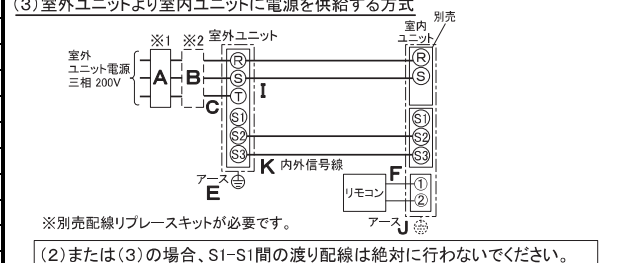 (3)室外ユニットより室内ユニットに電源を供給する方式
別売
※1 ※2 室外ユニット
室内
ユニット
室外
ユニット電源
三相 200V
A B C
R S T S1 S2 S3
R S
S1 S2 S3
I
K 内外信号線
F
リモコン
① ②
アース
E
アース J
※別売配線リプレースキットが必要です。
(2)または(3)の場合、S1-S1間の渡り配線は絶対に行わないでください。